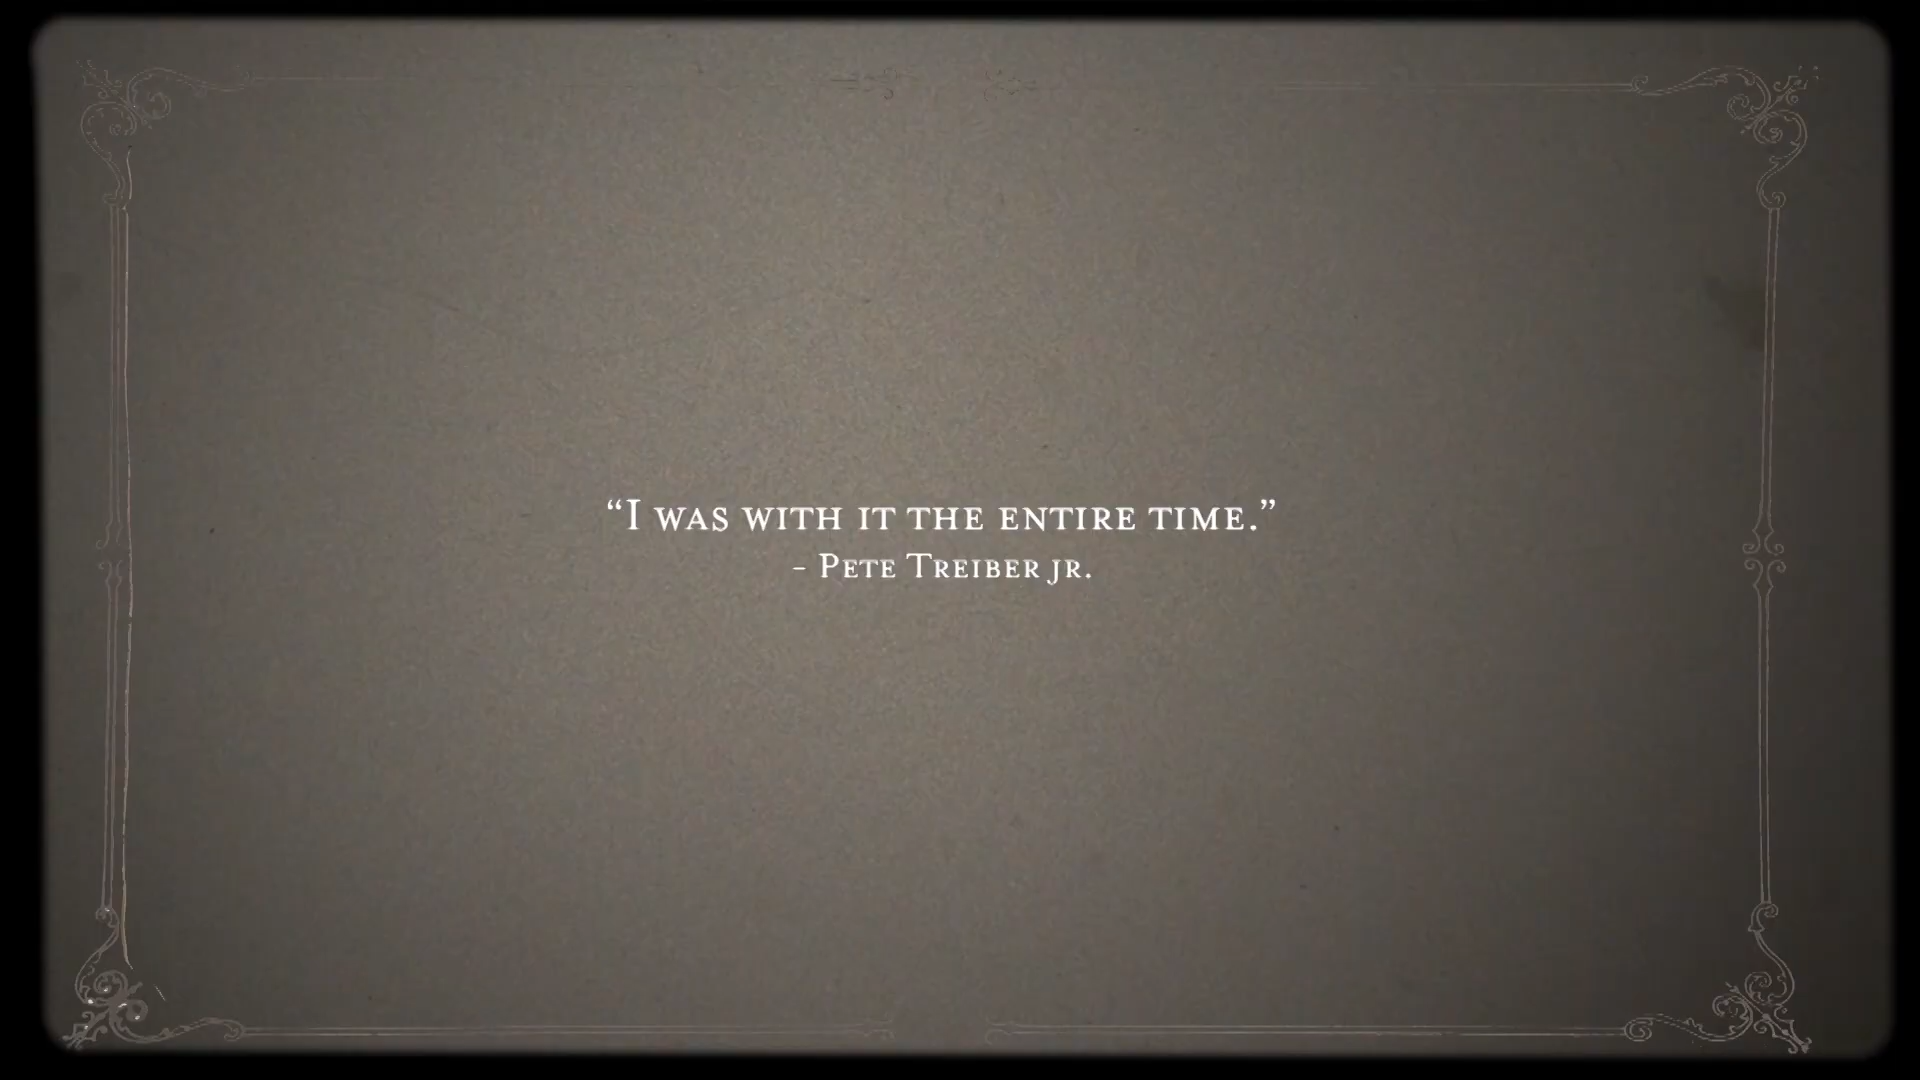 “I was with it the entire time.”
- Pete Treiber jr.